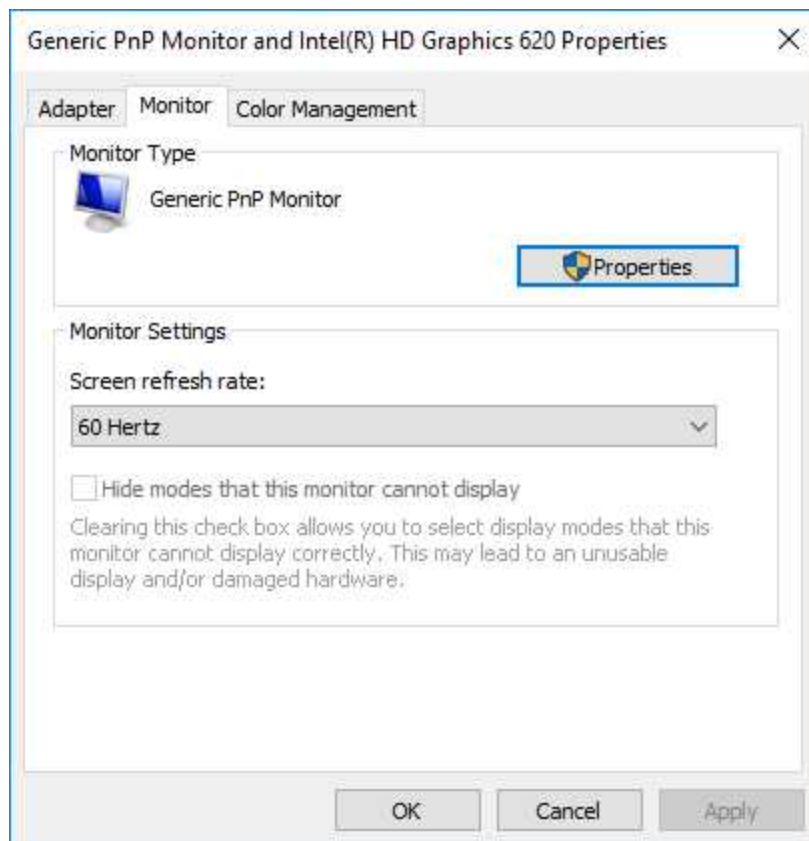 Generic PnP Monitor and Intel(R) HD Graphics 620 Properties
Adapter Monitor Color Management
Monitor Type
Generic PnP Monitor
Properties
Monitor Settings
Screen refresh rate:
60 Hertz
Hide modes that this monitor cannot display
Clearing this check box allows you to select display modes that this
monitor cannot display correctly. This may lead to an unusable
display and/or damaged hardware.
OK Cancel Apply